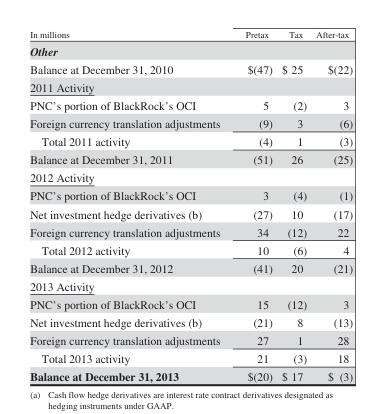 In millions Pretax Tax After-tax
Other
Balance at December 31, 2010 $(47) $ 25 $(22)
2011 Activity
PNC's portion of BlackRock's OCI 5 (2) 3
Foreign currency translation adjustments (9) 3 (6)
Total 2011 activity (4) 1 (3)
Balance at December 31, 2011 (51) 26 (25)
2012 Activity
PNC's portion of BlackRock's OCI 3 (4) (1)
Net investment hedge derivatives (b) (27) 10 (17)
Foreign currency translation adjustments 34 (12) 22
Total 2012 activity 10 (6) 4
Balance at December 31, 2012 (41) 20 (21)
2013 Activity
PNC's portion of BlackRock's OCI 15 (12) 3
Net investment hedge derivatives (b) (21) 8 (13)
Foreign currency translation adjustments 27 1 28
Total 2013 activity 21 (3) 18
Balance at December 31, 2013 $(20) $ 17 $ (3)
(a) Cash flow hedge derivatives are interest rate contract derivatives designated as
hedging instruments under GAAP.